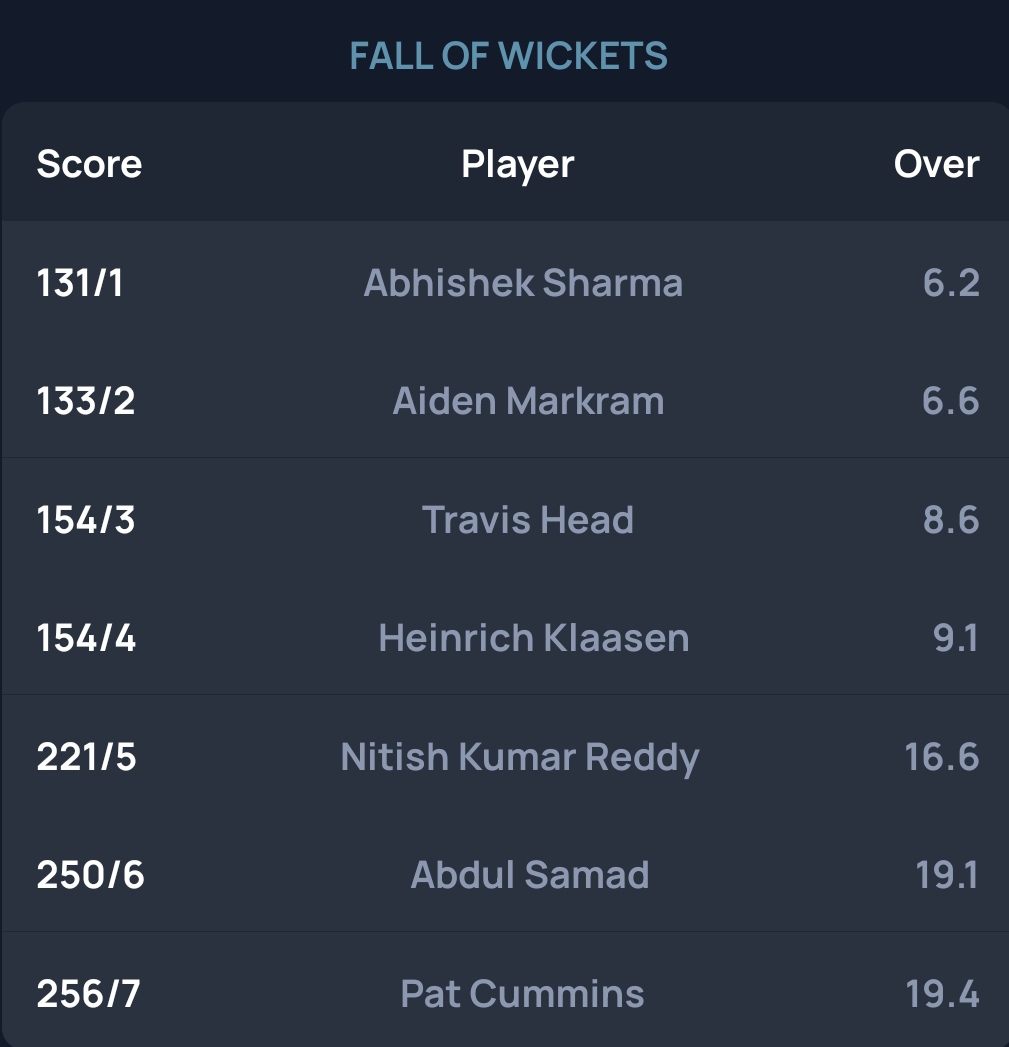 FALL OF WICKETS
Score Player Over
131/1 Abhishek Sharma 6.2
133/2 Aiden Markram 6.6
154/3 Travis Head 8.6
154/4 Heinrich Klaasen 9.1
221/5 Nitish Kumar Reddy 16.6
250/6 Abdul Samad 19.1
256/7 Pat Cummins 19.4